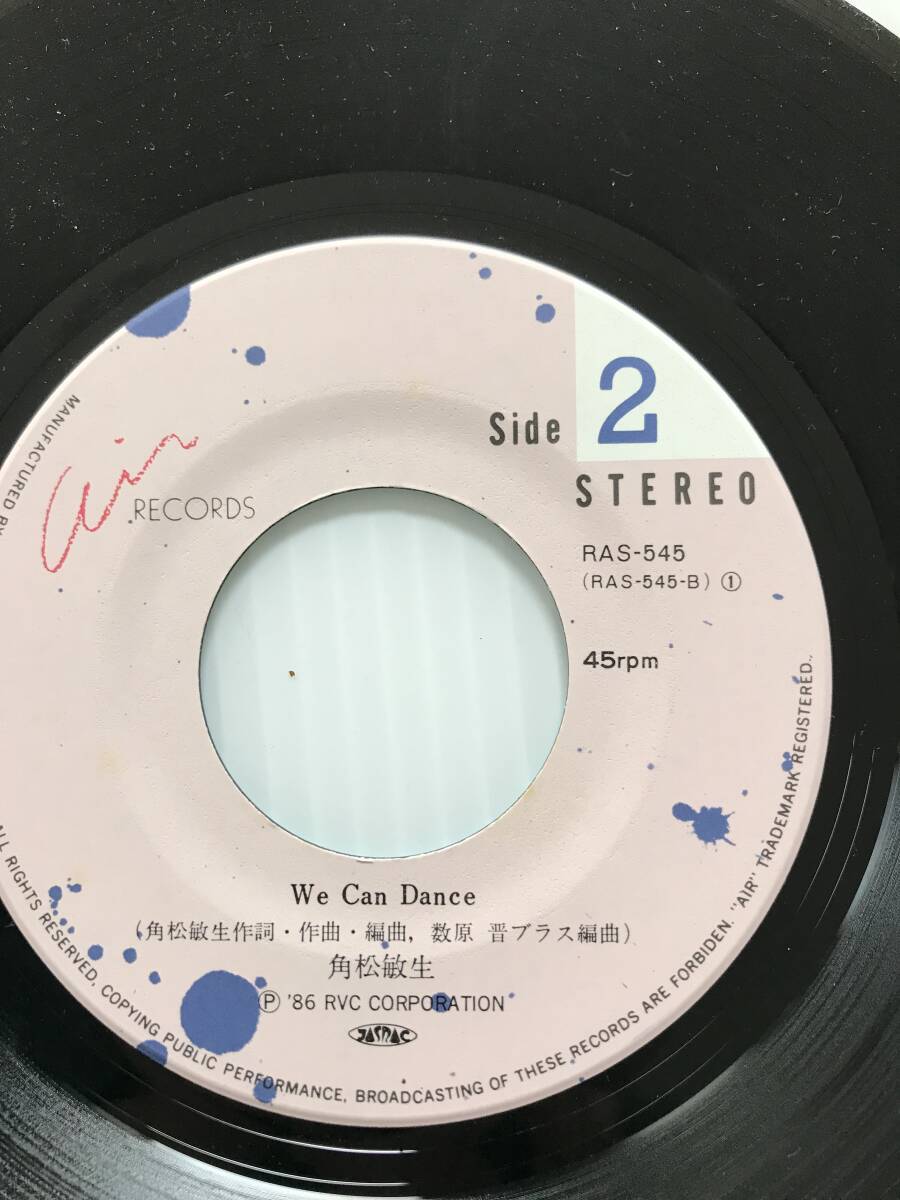 Side 2
STEREO
Air RECORDS
RAS-545
(RAS-545-B) ①
45rpm
We Can Dance
(角松敏生作詞・作曲・編曲, 数原 晋ブラス編曲)
角松敏生
Ⓟ '86 RVC CORPORATION
JASRAC
MANUFACTURED BY
ALL RIGHTS RESERVED. COPYING PUBLIC PERFORMANCE, BROADCASTING OF THESE RECORDS ARE FORBIDDEN. "AIR" TRADEMARK REGISTERED.